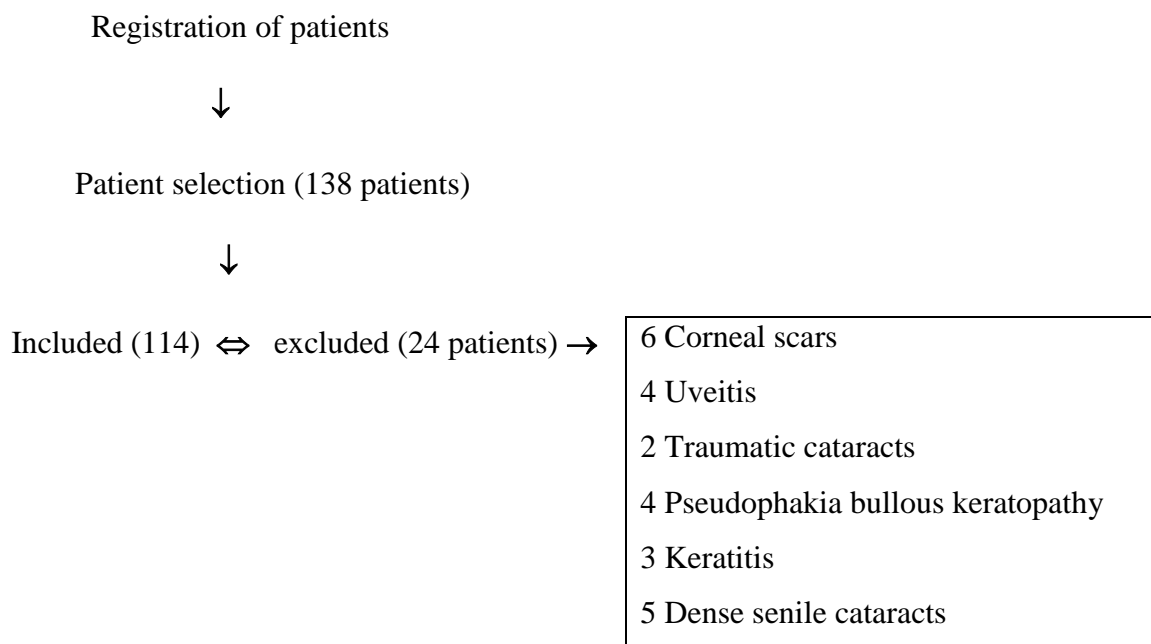 Registration of patients
↓
Patient selection (138 patients)
↓
Included (114) ⇔ excluded (24 patients) →
6 Corneal scars
4 Uveitis
2 Traumatic cataracts
4 Pseudophakia bullous keratopathy
3 Keratitis
5 Dense senile cataracts